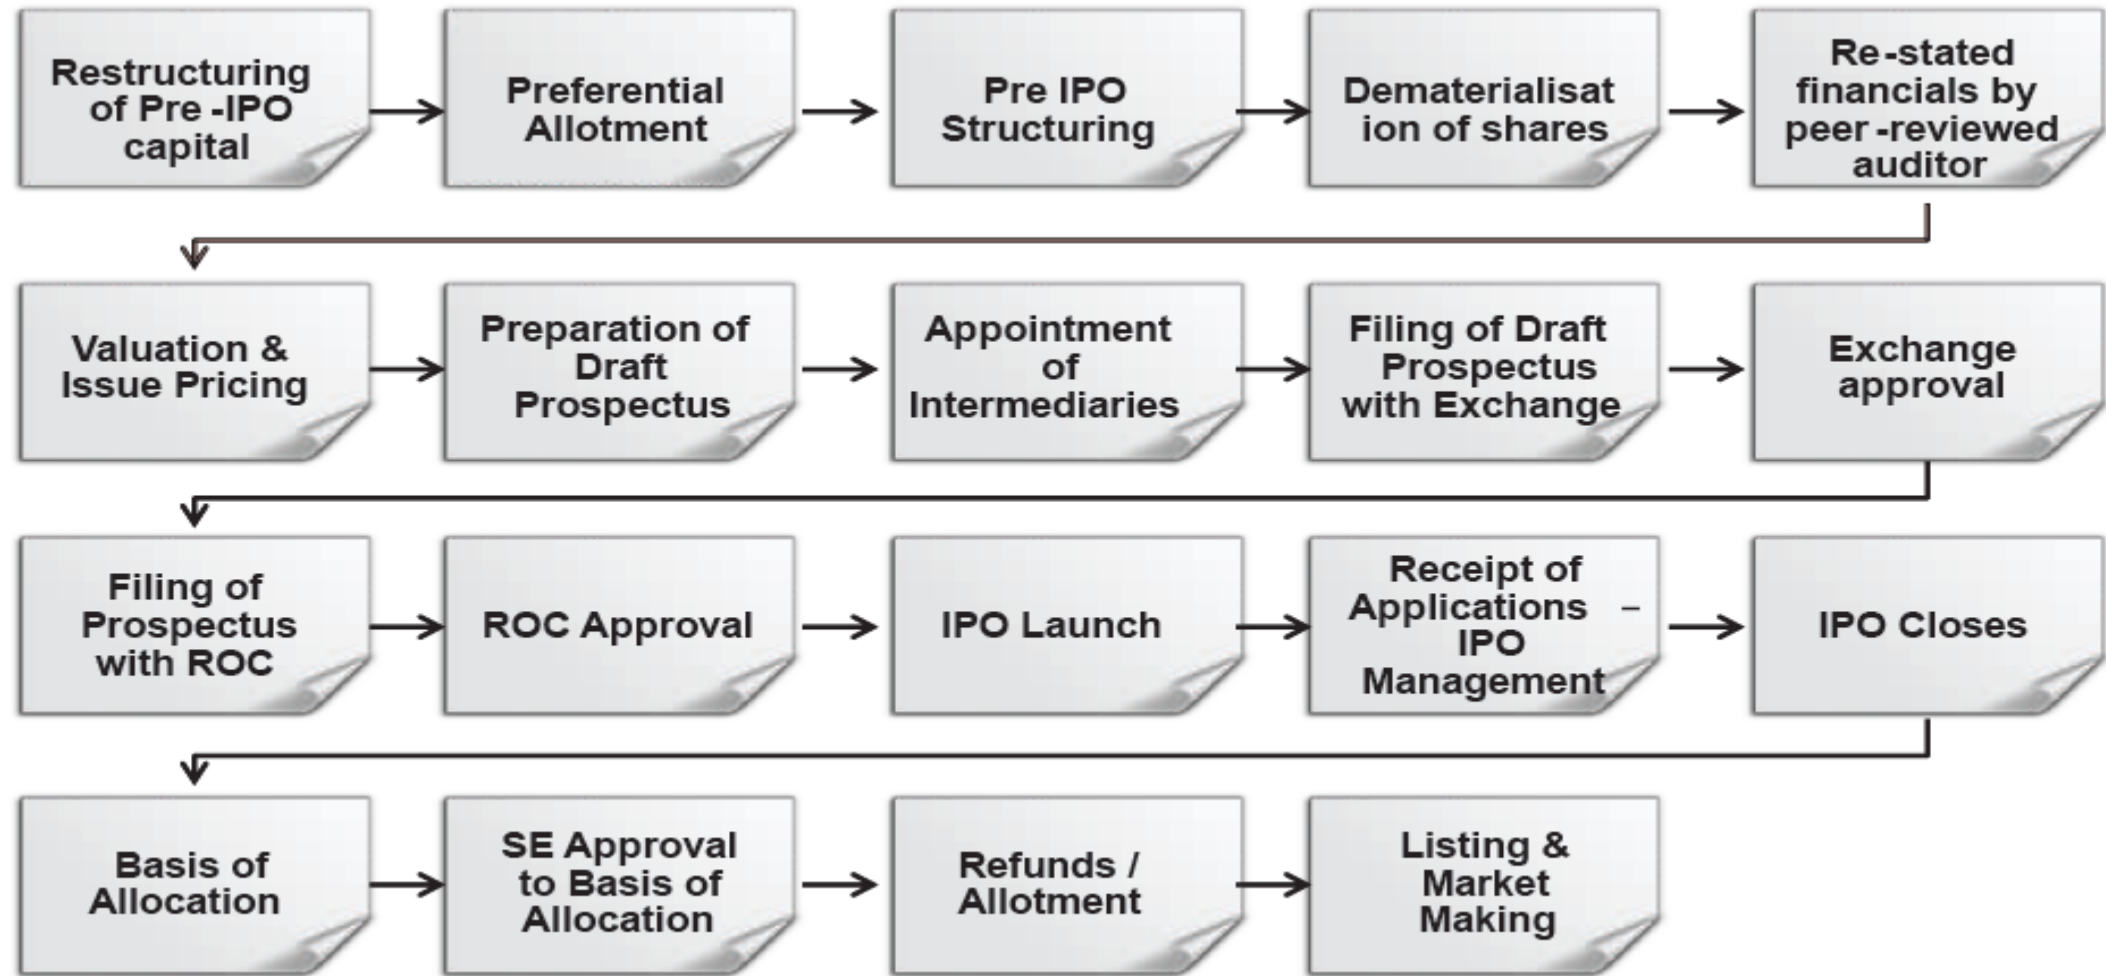 Restructuring
of Pre -IPO
capital
Preferential
Allotment
Pre IPO
Structuring
Dematerialisat
ion of shares
Re-stated
financials by
peer -reviewed
auditor
Valuation &
Issue Pricing
Preparation of
Draft
Prospectus
Appointment
of
Intermediaries
Filing of Draft
Prospectus
with Exchange
Exchange
approval
Filing of
Prospectus
with ROC
ROC Approval
IPO Launch
Receipt of
Applications –
IPO
Management
IPO Closes
Basis of
Allocation
SE Approval
to Basis of
Allocation
Refunds /
Allotment
Listing &
Market
Making